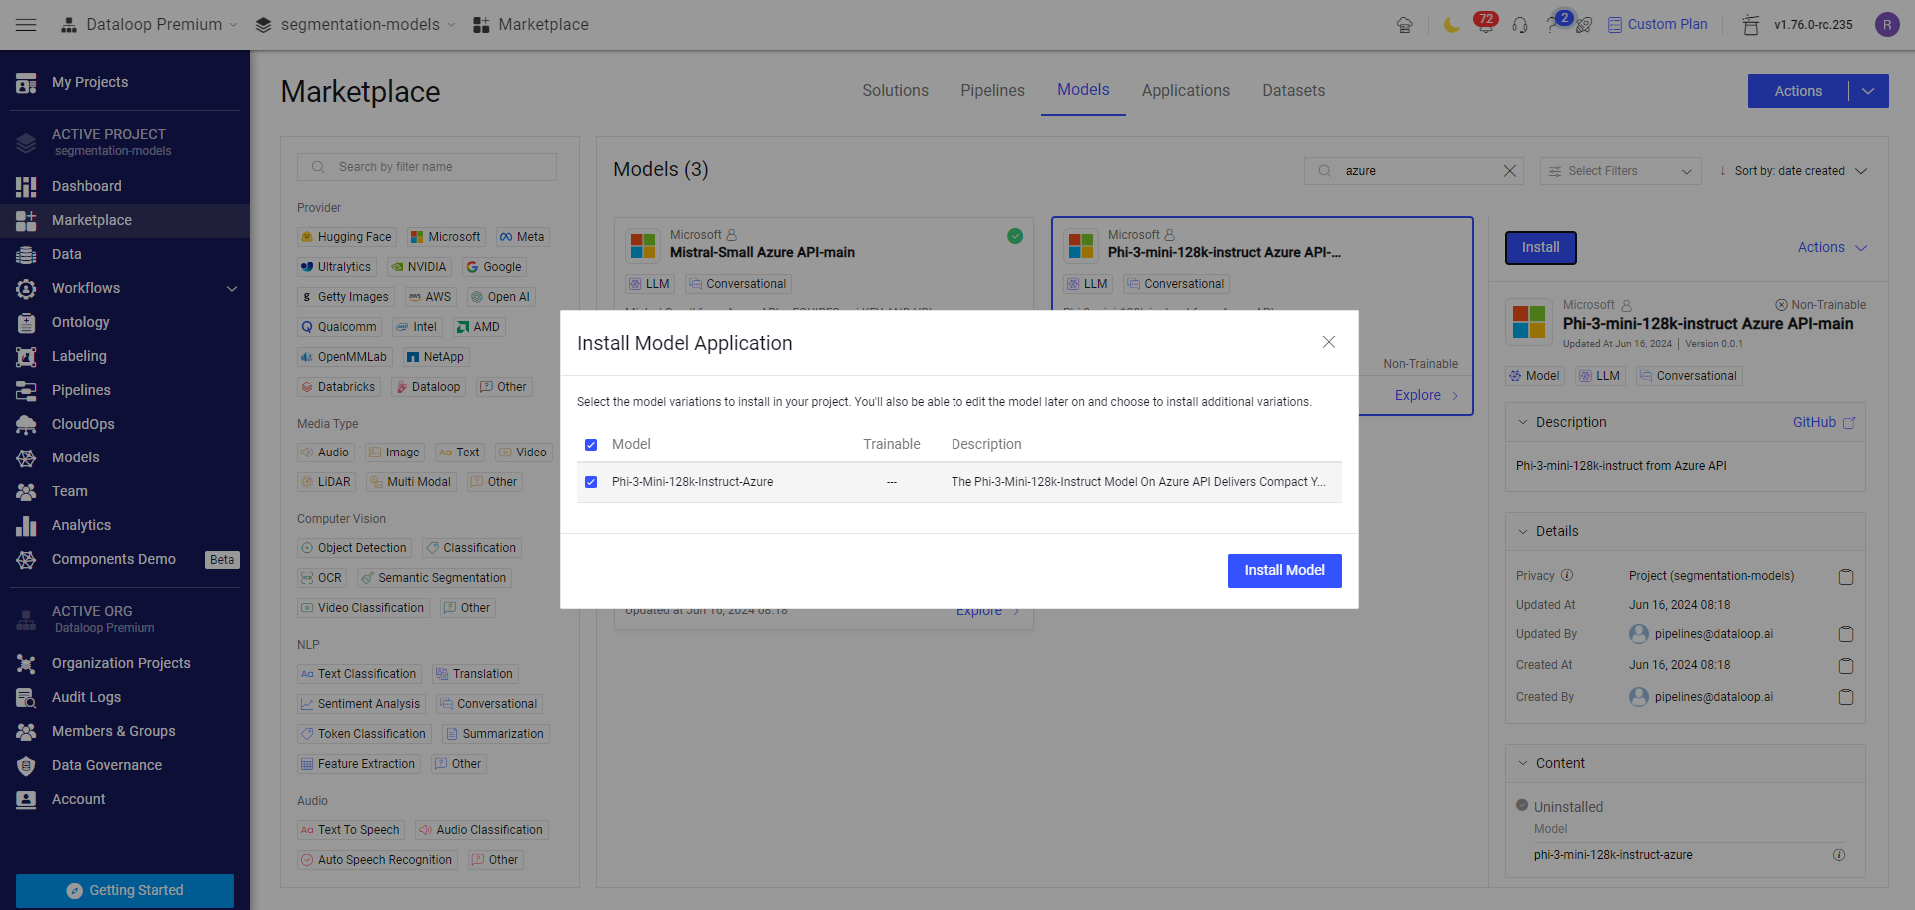 Dataloop Premium
segmentation-models
Marketplace
72
2
Custom Plan
v1.76.0-rc.235
R
My Projects
ACTIVE PROJECT
segmentation-models
Dashboard
Marketplace
Data
Workflows
Ontology
Labeling
Pipelines
CloudOps
Models
Team
Analytics
Components Demo
Beta
ACTIVE ORG
Dataloop Premium
Organization Projects
Audit Logs
Members & Groups
Data Governance
Account
Getting Started
Marketplace
Solutions
Pipelines
Models
Applications
Datasets
Actions
Search by filter name
Provider
Hugging Face
Microsoft
Meta
Ultralytics
NVIDIA
Google
Getty Images
AWS
Open AI
Qualcomm
Intel
AMD
OpenMMLab
NetApp
Databricks
Dataloop
Other
Media Type
Audio
Image
Text
Video
LiDAR
Multi Modal
Other
Computer Vision
Object Detection
Classification
OCR
Semantic Segmentation
Video Classification
Other
NLP
Text Classification
Translation
Sentiment Analysis
Conversational
Token Classification
Summarization
Feature Extraction
Other
Audio
Text To Speech
Audio Classification
Auto Speech Recognition
Other
Models (3)
azure
Select Filters
Sort by: date created
Microsoft
Mistral-Small Azure API-main
LLM
Conversational
Microsoft
Phi-3-mini-128k-instruct Azure API-...
LLM
Conversational
Non-Trainable
Explore
Updated at Jun 16, 2024 08:18
Explore
Install Model Application
Select the model variations to install in your project. You'll also be able to edit the model later on and choose to install additional variations.
Model
Trainable
Description
Phi-3-Mini-128k-Instruct-Azure
---
The Phi-3-Mini-128k-Instruct Model On Azure API Delivers Compact Y...
Install Model
Install
Actions
Microsoft
Non-Trainable
Phi-3-mini-128k-instruct Azure API-main
Updated At Jun 16, 2024 | Version 0.0.1
Model
LLM
Conversational
Description
GitHub
Phi-3-mini-128k-instruct from Azure API
Details
Privacy
Project (segmentation-models)
Updated At
Jun 16, 2024 08:18
Updated By
pipelines@dataloop.ai
Created At
Jun 16, 2024 08:18
Created By
pipelines@dataloop.ai
Content
Uninstalled
Model
phi-3-mini-128k-instruct-azure